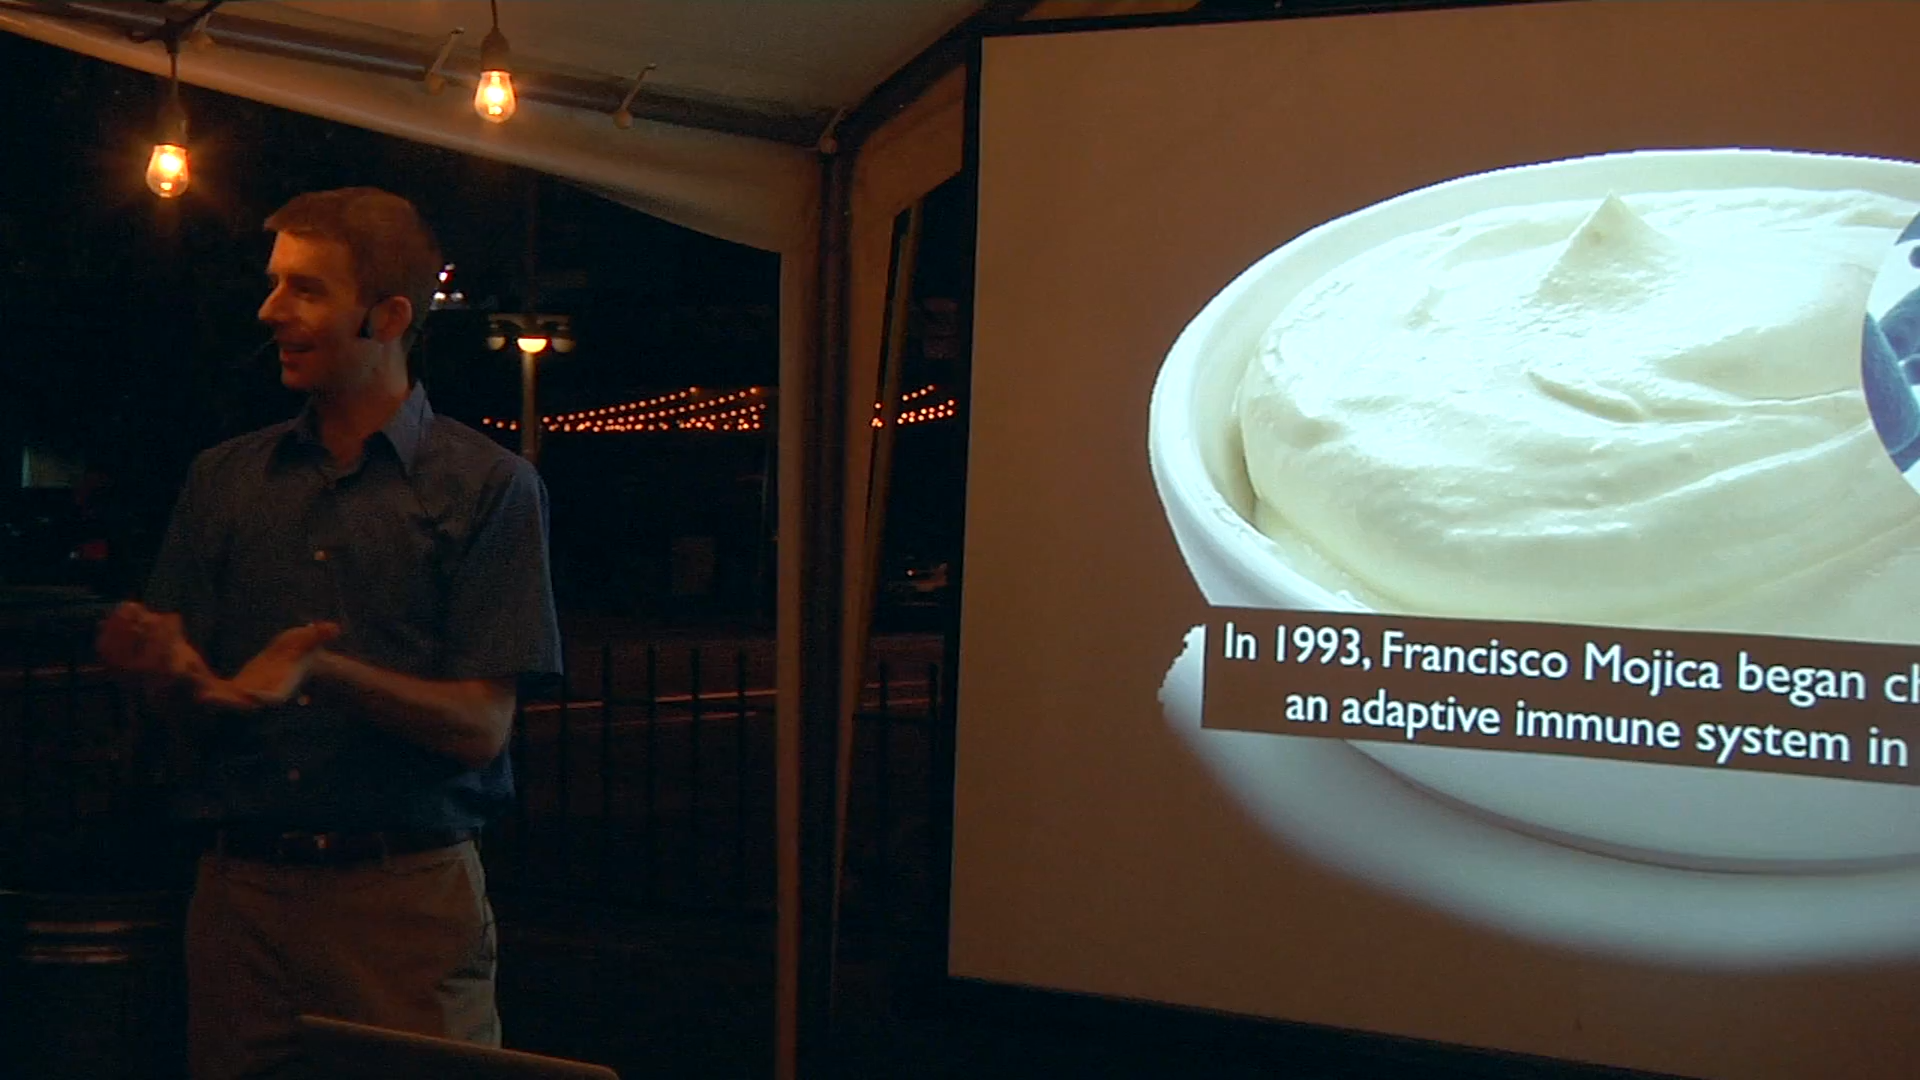 In 1993, Francisco Mojica began
an adaptive immune system in